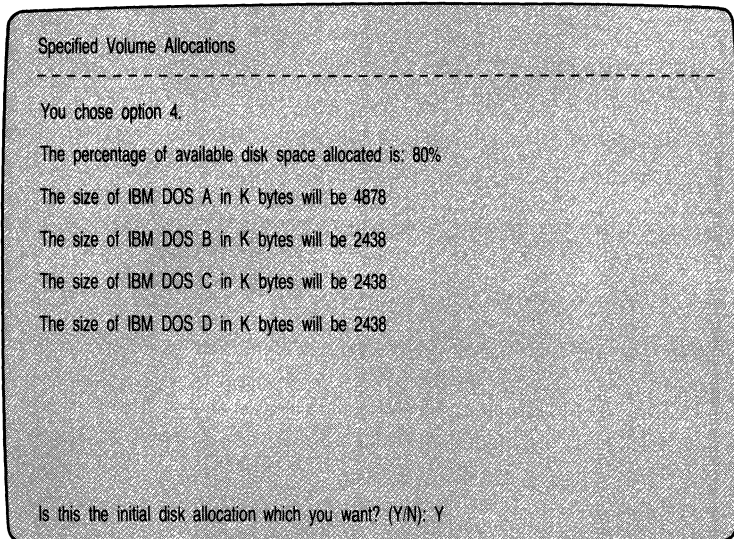 Specified Volume Allocations
You chose option 4.
The percentage of available disk space allocated is: 80%
The size of IBM DOS A in K bytes will be 4878
The size of IBM DOS B in K bytes will be 2438
The size of IBM DOS C in K bytes will be 2438
The size of IBM DOS D in K bytes will be 2438
Is this the initial disk allocation which you want? (Y/N): Y